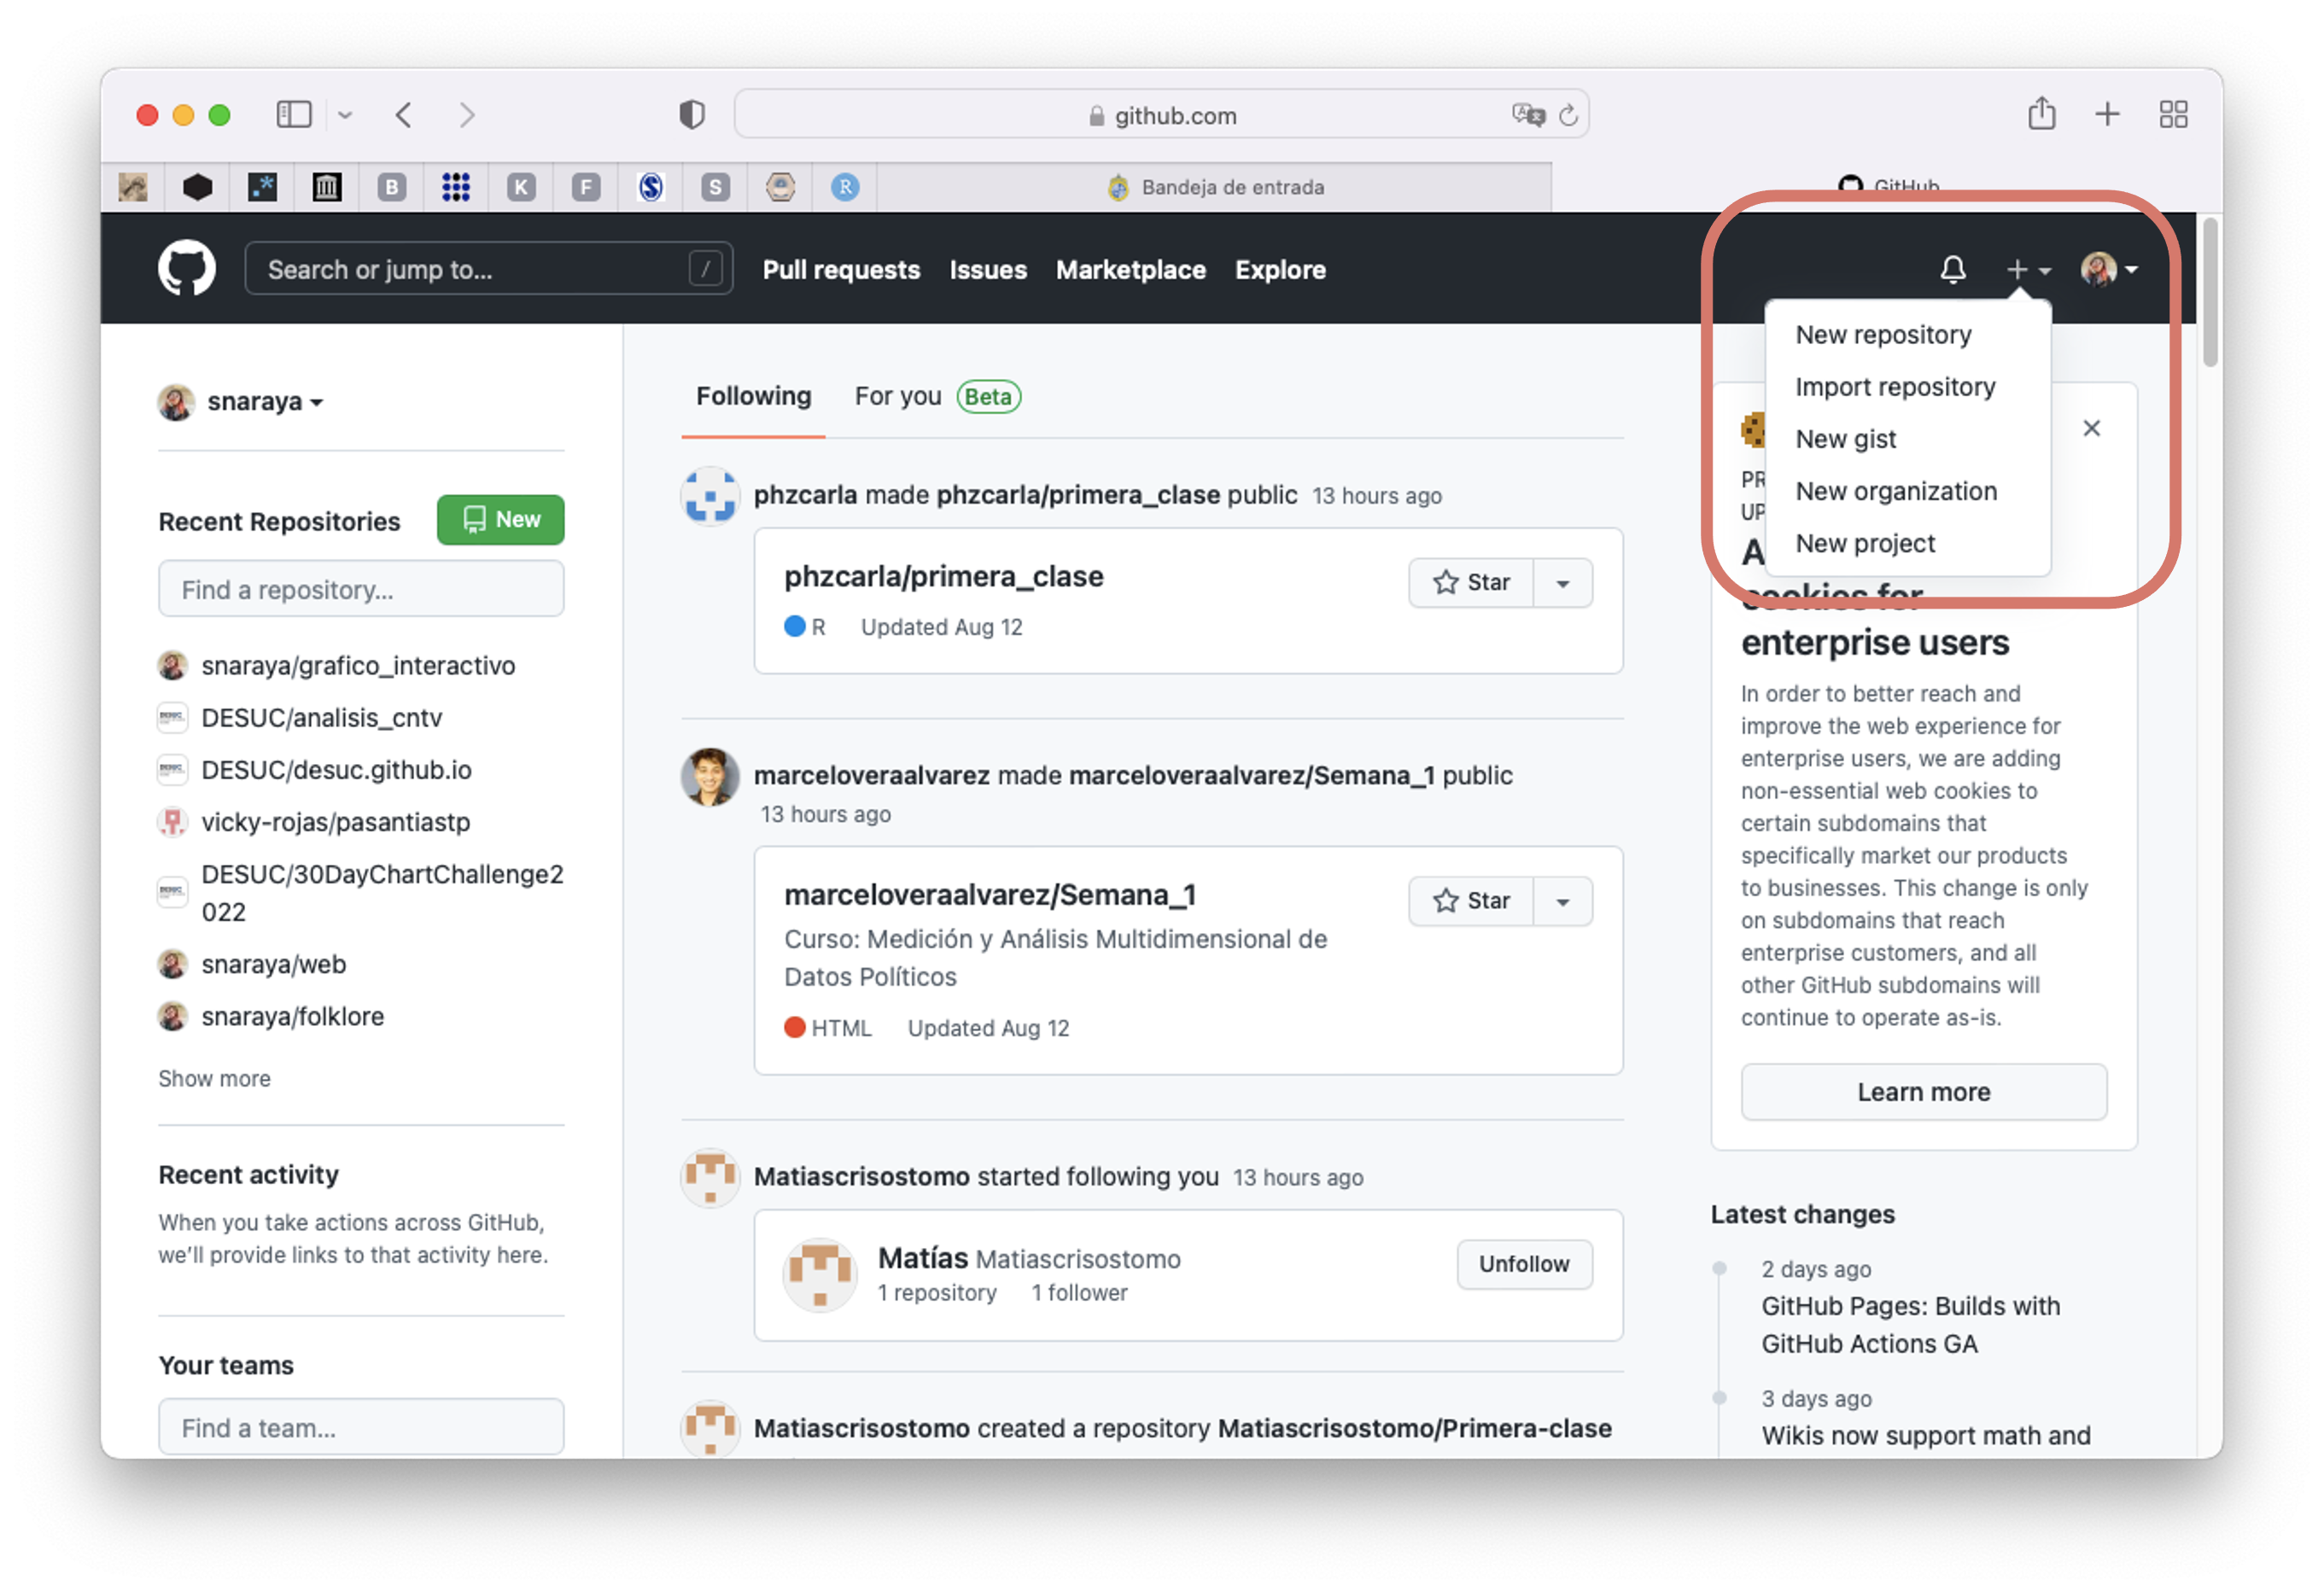 github.com
B
K
F
S
S
R
Bandeja de entrada
GitHub
Search or jump to...
/
Pull requests
Issues
Marketplace
Explore
New repository
Import repository
New gist
New organization
New project
snaraya
Recent Repositories
New
Find a repository...
snaraya/grafico_interactivo
DESUC/analisis_cntv
DESUC/desuc.github.io
vicky-rojas/pasantiastp
DESUC/30DayChartChallenge2
022
snaraya/web
snaraya/folklore
Show more
Recent activity
When you take actions across GitHub,
we'll provide links to that activity here.
Your teams
Find a team...
Following
For you Beta
phzcarla made phzcarla/primera_clase public 13 hours ago
phzcarla/primera_clase
Star
R Updated Aug 12
marceloveraalvarez made marceloveraalvarez/Semana_1 public
13 hours ago
marceloveraalvarez/Semana_1
Star
Curso: Medición y Análisis Multidimensional de
Datos Políticos
HTML Updated Aug 12
Matiascrisostomo started following you 13 hours ago
Matías Matiascrisostomo
1 repository 1 follower
Unfollow
Matiascrisostomo created a repository Matiascrisostomo/Primera-clase
PR
UP
A
cookies for
enterprise users
In order to better reach and
improve the web experience for
enterprise users, we are adding
non-essential web cookies to
certain subdomains that
specifically market our products
to businesses. This change is only
on subdomains that reach
enterprise customers, and all
other GitHub subdomains will
continue to operate as-is.
Learn more
Latest changes
2 days ago
GitHub Pages: Builds with
GitHub Actions GA
3 days ago
Wikis now support math and